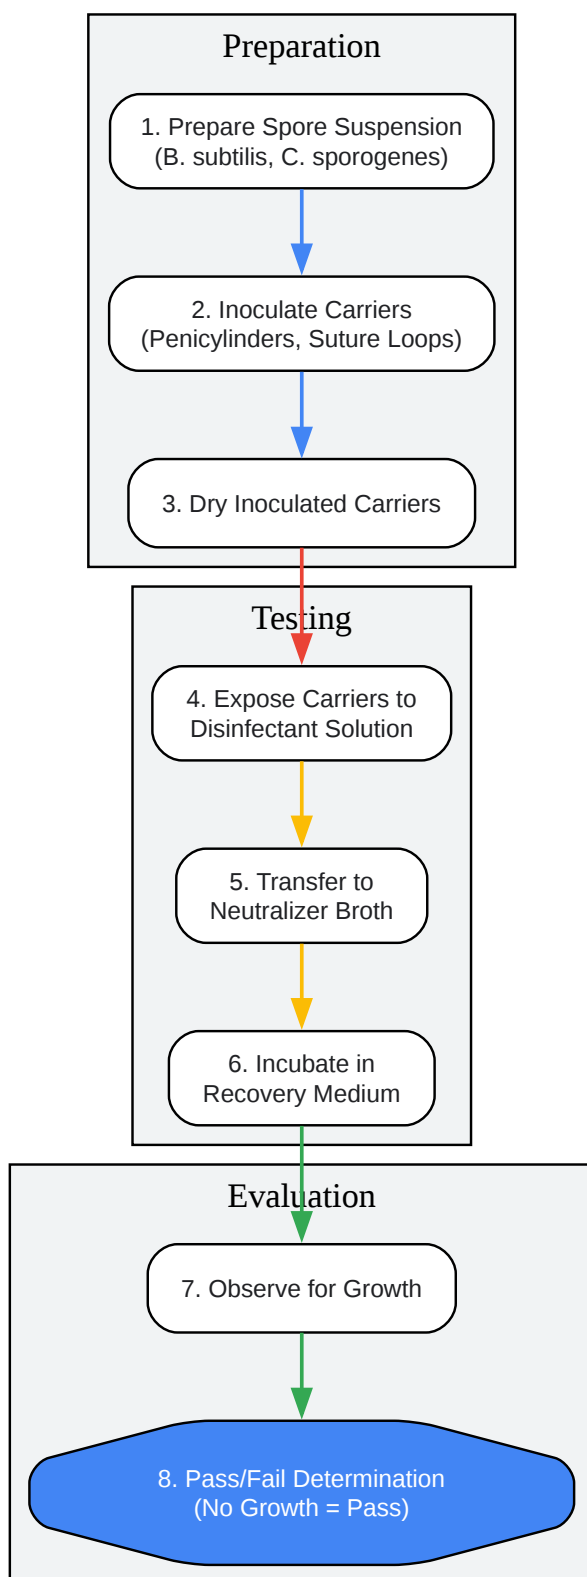 Preparation
1. Prepare Spore Suspension
(B. subtilis, C. sporogenes)
2. Inoculate Carriers
(Penicylinders, Suture Loops)
3. Dry Inoculated Carriers
Testing
4. Expose Carriers to
Disinfectant Solution
5. Transfer to
Neutralizer Broth
6. Incubate in
Recovery Medium
Evaluation
7. Observe for Growth
8. Pass/Fail Determination
(No Growth = Pass)